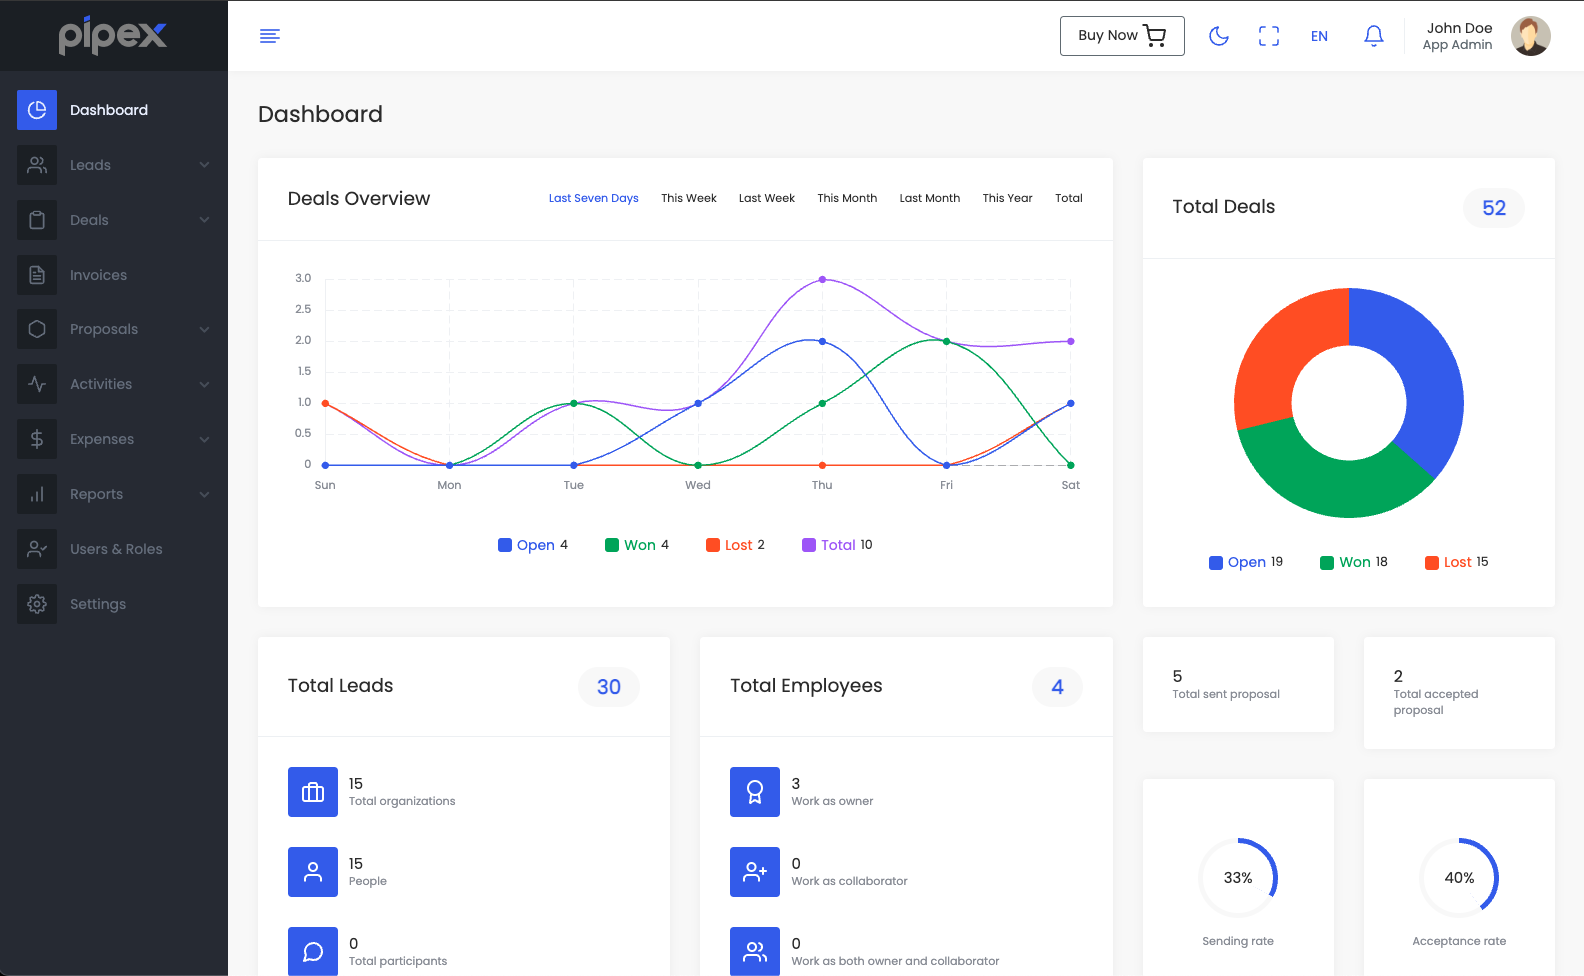 pipex
Buy Now
EN
John Doe
App Admin
Dashboard
Leads
Deals
Invoices
Proposals
Activities
Expenses
Reports
Users & Roles
Settings
Dashboard
Deals Overview
Last Seven Days This Week Last Week This Month Last Month This Year Total
3.0
2.5
2.0
1.5
1.0
0.5
0
Sun Mon Tue Wed Thu Fri Sat
Open 4 Won 4 Lost 2 Total 10
Total Deals
52
Open 19 Won 18 Lost 15
Total Leads
30
15
Total organizations
15
People
0
Total participants
Total Employees
4
3
Work as owner
0
Work as collaborator
0
Work as both owner and collaborator
5
Total sent proposal
2
Total accepted
proposal
33%
Sending rate
40%
Acceptance rate